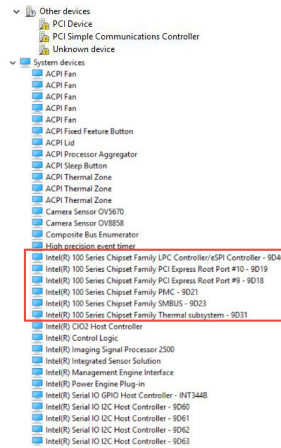 Other devices
PCI Device
PCI Simple Communications Controller
Unknown device
System devices
ACPI Fan
ACPI Fan
ACPI Fan
ACPI Fan
ACPI Fan
ACPI Fixed Feature Button
ACPI Lid
ACPI Processor Aggregator
ACPI Sleep Button
ACPI Thermal Zone
ACPI Thermal Zone
ACPI Thermal Zone
Camera Sensor OV5670
Camera Sensor OV8858
Composite Bus Enumerator
High precision event timer
Intel(R) 100 Series Chipset Family LPC Controller/eSPI Controller - 9D4
Intel(R) 100 Series Chipset Family PCI Express Root Port #10 - 9D19
Intel(R) 100 Series Chipset Family PCI Express Root Port #9 - 9D18
Intel(R) 100 Series Chipset Family PMC - 9D21
Intel(R) 100 Series Chipset Family SMBUS - 9D23
Intel(R) 100 Series Chipset Family Thermal subsystem - 9D31
Intel(R) CIO2 Host Controller
Intel(R) Control Logic
Intel(R) Imaging Signal Processor 2500
Intel(R) Integrated Sensor Solution
Intel(R) Management Engine Interface
Intel(R) Power Engine Plug-in
Intel(R) Serial IO GPIO Host Controller - INT344B
Intel(R) Serial IO I2C Host Controller - 9D60
Intel(R) Serial IO I2C Host Controller - 9D61
Intel(R) Serial IO I2C Host Controller - 9D62
Intel(R) Serial IO I2C Host Controller - 9D63